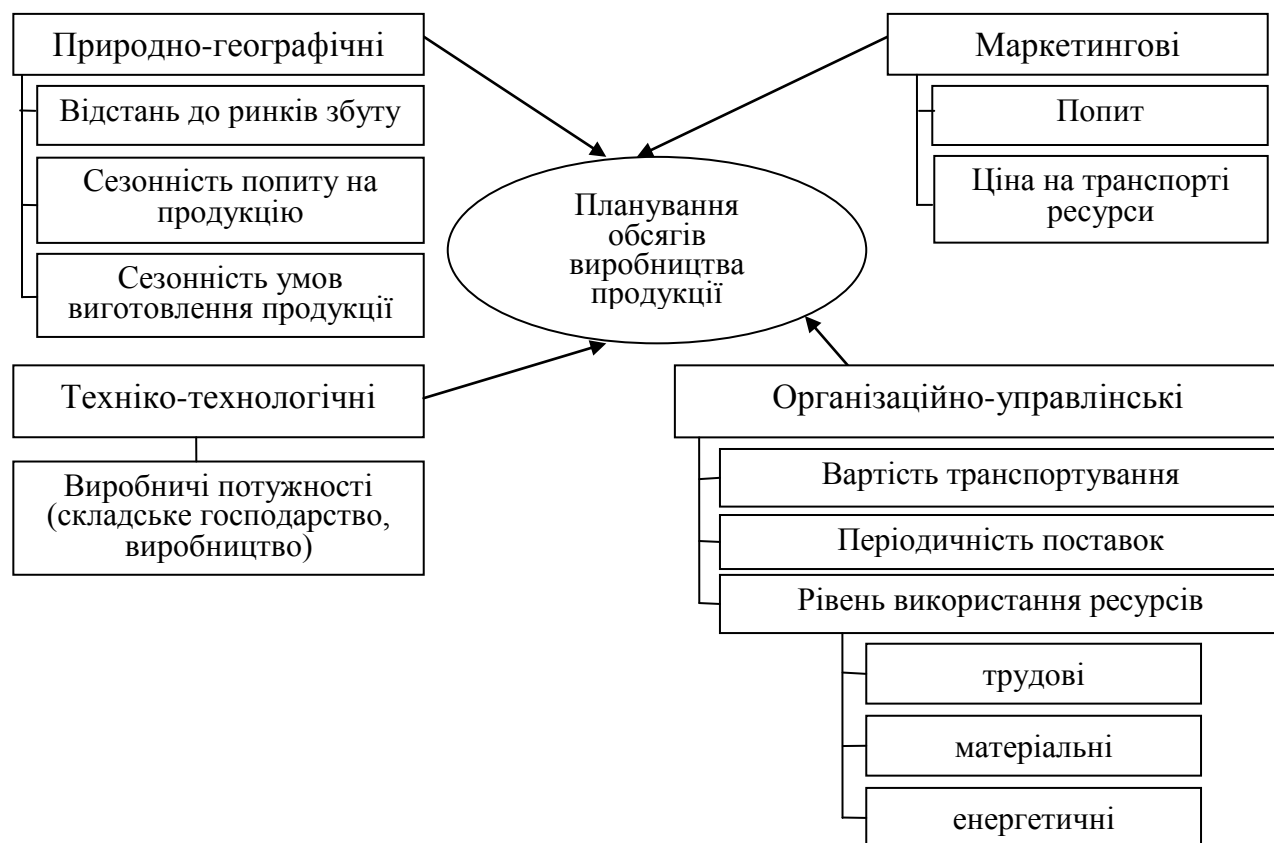 Природно-географічні
Відстань до ринків збуту
Сезонність попиту на
продукцію
Сезонність умов
виготовлення продукції
Маркетингові
Попит
Ціна на транспорті
ресурси
Планування
обсягів
виробництва
продукції
Техніко-технологічні
Виробничі потужності
(складське господарство,
виробництво)
Організаційно-управлінські
Вартість транспортування
Періодичність поставок
Рівень використання ресурсів
трудові
матеріальні
енергетичні